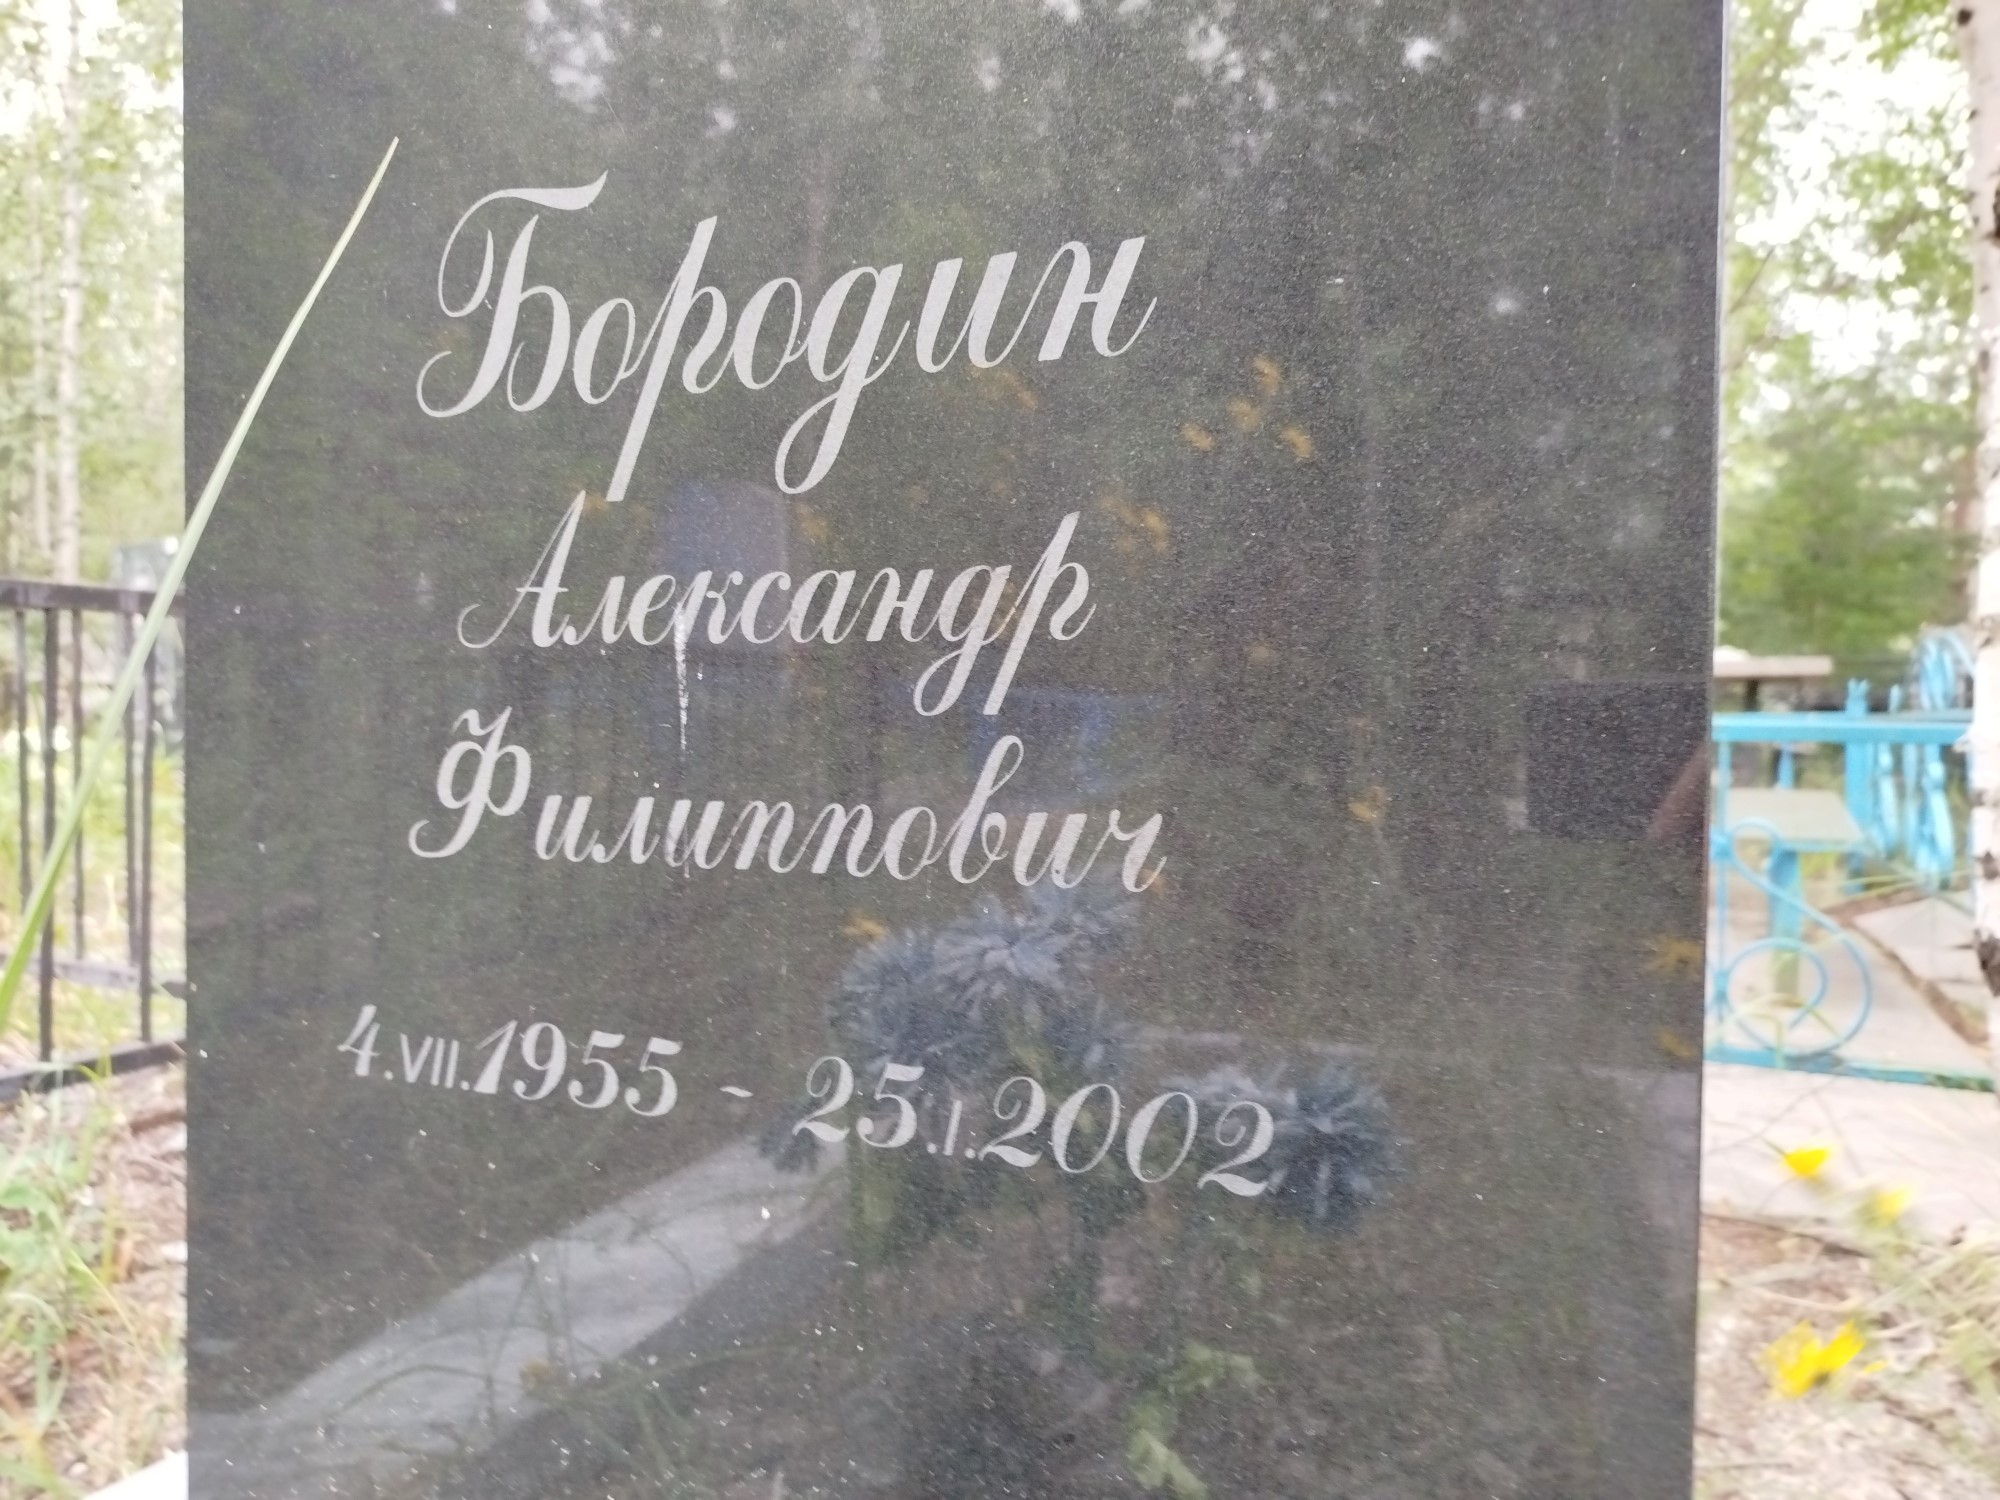 Бородин
Александр
Филиппович
4.VII.1955 - 25.I.2002